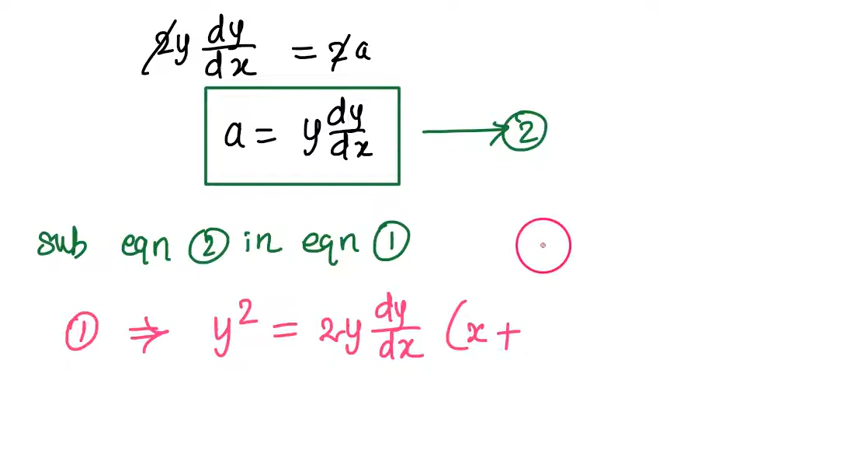 2y dy/dx = 2a
a = y dy/dx → ②
sub eqn ② in eqn ①
① ⇒ y² = 2y dy/dx (x +